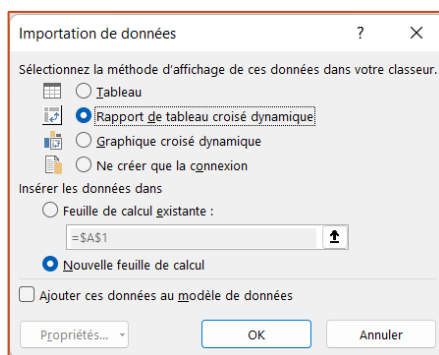 Importation de données ? ×
Sélectionnez la méthode d'affichage de ces données dans votre classeur.
Tableau
Rapport de tableau croisé dynamique
Graphique croisé dynamique
Ne créer que la connexion
Insérer les données dans
Feuille de calcul existante :
=$A$1
Nouvelle feuille de calcul
Ajouter ces données au modèle de données
Propriétés... OK Annuler